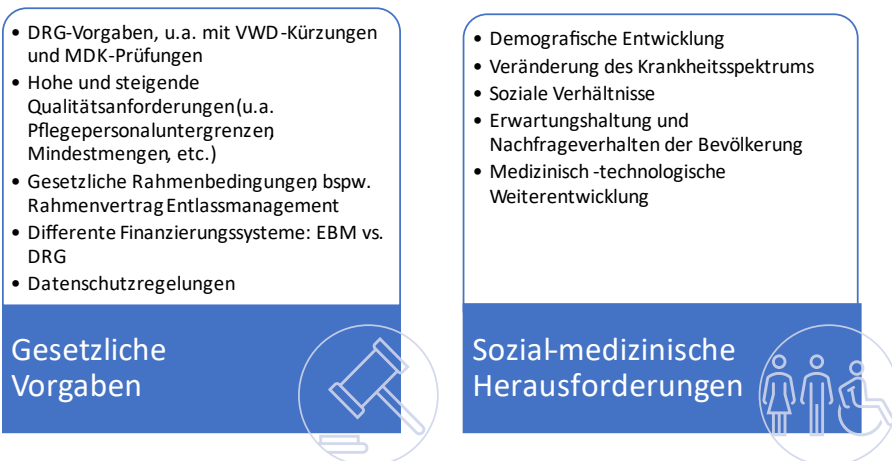 • DRG-Vorgaben, u.a. mit VWD-Kürzungen
und MDK-Prüfungen
• Hohe und steigende
Qualitätsanforderungen (u.a.
Pflegepersonaluntergrenzen,
Mindestmengen, etc.)
• Gesetzliche Rahmenbedingungen, bspw.
Rahmenvertrag Entlassmanagement
• Differente Finanzierungssysteme: EBM vs.
DRG
• Datenschutzregelungen
Gesetzliche
Vorgaben
• Demografische Entwicklung
• Veränderung des Krankheitsspektrums
• Soziale Verhältnisse
• Erwartungshaltung und
Nachfrageverhalten der Bevölkerung
• Medizinisch -technologische
Weiterentwicklung
Sozial-medizinische
Herausforderungen